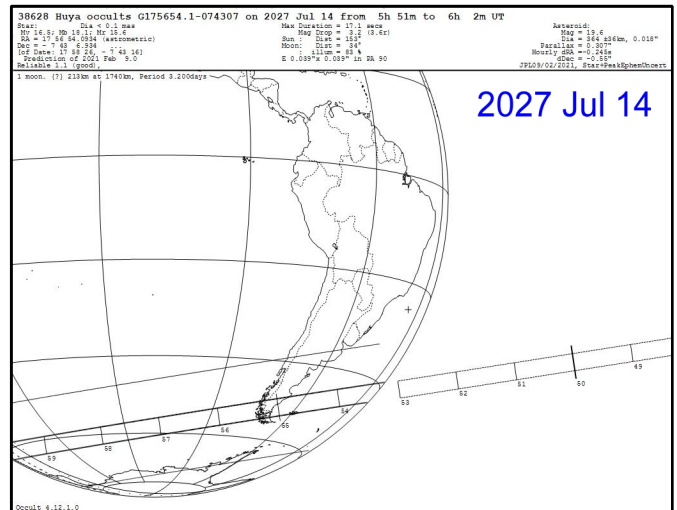 38628 Huya occults G175654.1-074307 on 2027 Jul 14 from 5h 51m to 6h 2m UT
Star: Dia < 0.1 mas
Mv 16.5; Mb 18.1; Mr 15.6
RA = 17 56 54.0934 (astrometric)
Dec = - 7 43 6.934 ...
[of Date: 17 58 26, - 7 43 16]
Prediction of 2021 Feb 9.0
Reliable 1.1 (good),
Max Duration = 17.1 secs
Mag Drop = 3.2 (3.6r)
Sun : Dist = 153°
Moon: Dist = 34°
: illum = 83 %
E 0.039"x 0.039" in PA 90
Asteroid:
Mag = 19.6
Dia = 364 ±36km, 0.018"
Parallax = 0.307"
Hourly dRA =-0.245s
dDec = -0.55"
JPL09/02/2021, Star+PeakEphemUncert
1 moon. (?) 213km at 1740km, Period 3.200days
2027 Jul 14
49
50
51
52
53
54
55
56
57
58
59
Occult 4.12.1.0